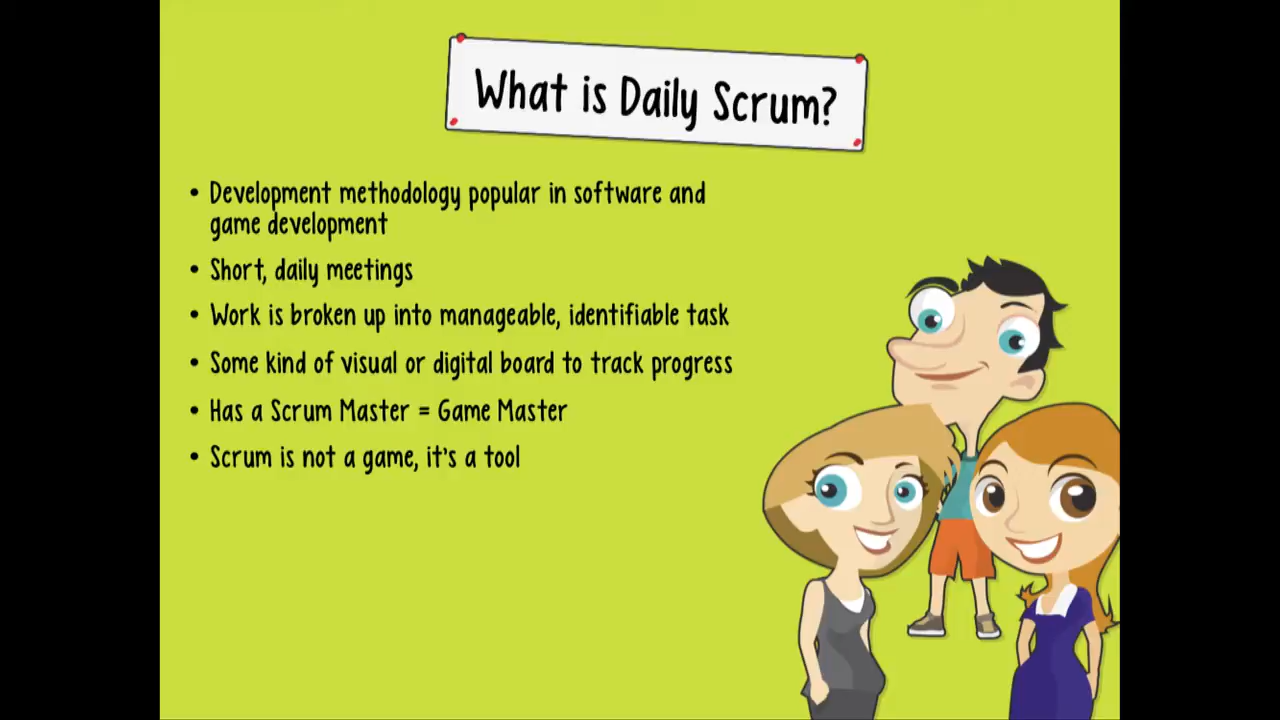 What is Daily Scrum?
• Development methodology popular in software and
game development
• Short, daily meetings
• Work is broken up into manageable, identifiable task
• Some kind of visual or digital board to track progress
• Has a Scrum Master = Game Master
• Scrum is not a game, it's a tool